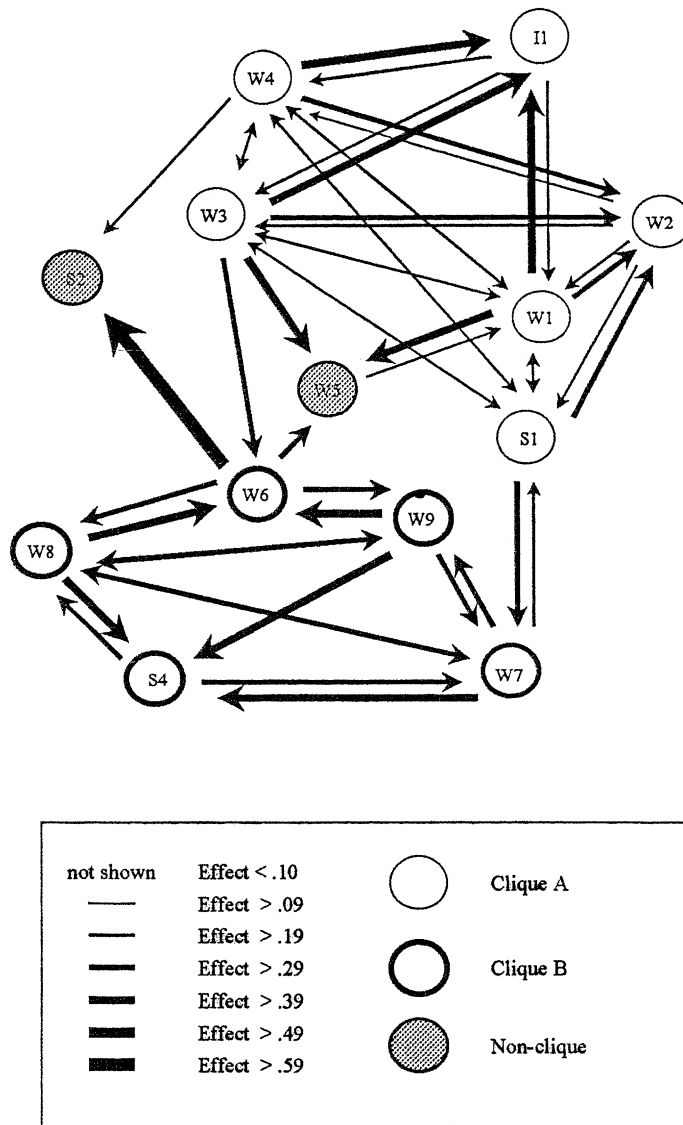 I1
W4
W3
W2
S2
W1
W5
S1
W6
W9
W8
S4
W7
not shown Effect < .10
Effect > .09
Effect > .19
Effect > .29
Effect > .39
Effect > .49
Effect > .59
Clique A
Clique B
Non-clique